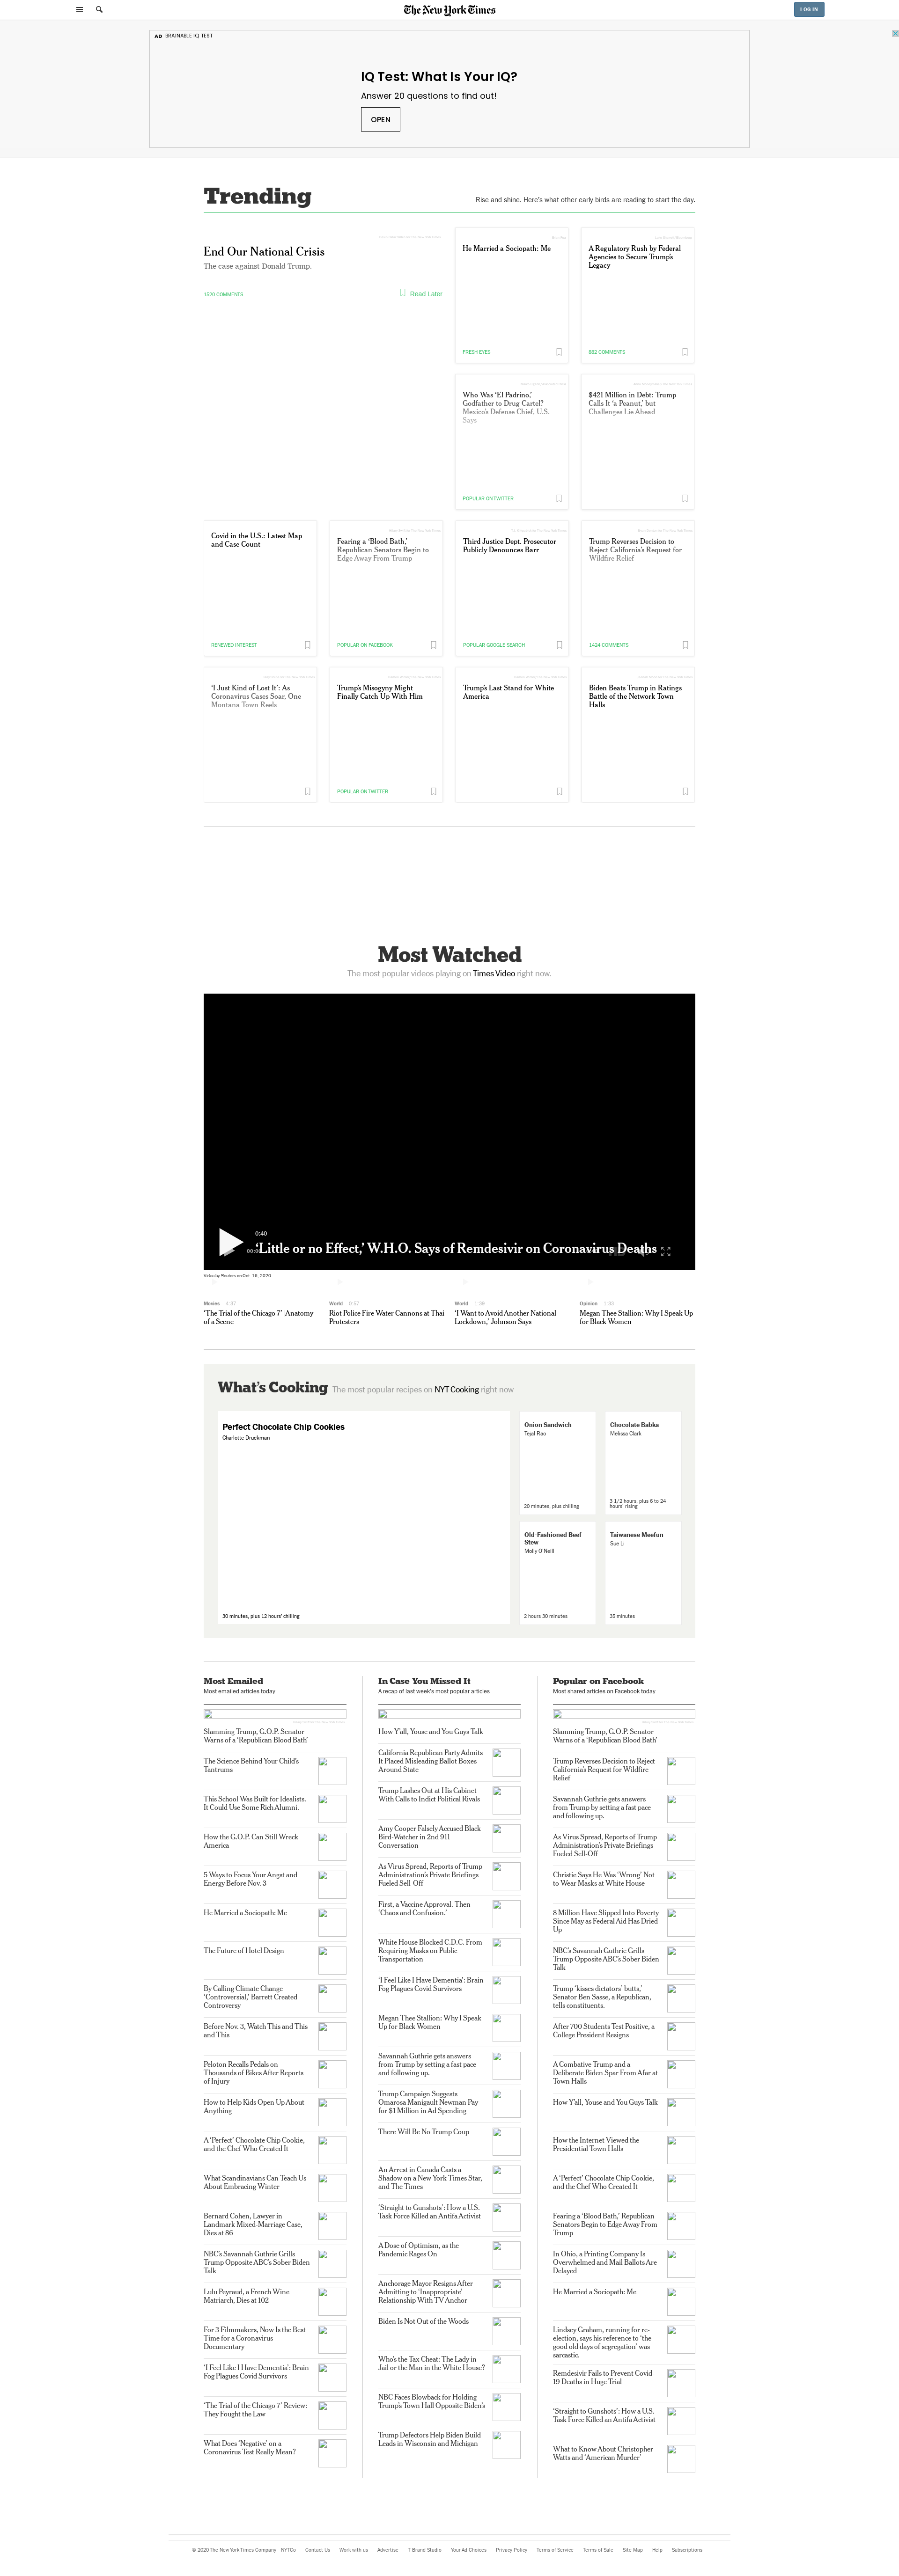 The New York Times
LOG IN
AD BRAINABLE IQ TEST
IQ Test: What Is Your IQ?
Answer 20 questions to find out!
OPEN
Trending
Rise and shine. Here's what other early birds are reading to start the day.
End Our National Crisis
The case against Donald Trump.
1520 COMMENTS
Read Later
He Married a Sociopath: Me
FRESH EYES
A Regulatory Rush by Federal
Agencies to Secure Trump's
Legacy
882 COMMENTS
Who Was 'El Padrino,'
Godfather to Drug Cartel?
Mexico's Defense Chief, U.S.
Says
POPULAR ON TWITTER
$421 Million in Debt: Trump
Calls It 'a Peanut,' but
Challenges Lie Ahead
Covid in the U.S.: Latest Map
and Case Count
RENEWED INTEREST
Fearing a 'Blood Bath,'
Republican Senators Begin to
Edge Away From Trump
POPULAR ON FACEBOOK
Third Justice Dept. Prosecutor
Publicly Denounces Barr
POPULAR GOOGLE SEARCH
Trump Reverses Decision to
Reject California's Request for
Wildfire Relief
1424 COMMENTS
'I Just Kind of Lost It': As
Coronavirus Cases Soar, One
Montana Town Reels
Trump's Misogyny Might
Finally Catch Up With Him
POPULAR ON TWITTER
Trump's Last Stand for White
America
Biden Beats Trump in Ratings
Battle of the Network Town
Halls
Most Watched
The most popular videos playing on Times Video right now.
0:40
'Little or no Effect,' W.H.O. Says of Remdesivir on Coronavirus Deaths
Video by Reuters on Oct. 16, 2020.
Movies 4:37
'The Trial of the Chicago 7' | Anatomy
of a Scene
World 0:57
Riot Police Fire Water Cannons at Thai
Protesters
World 1:39
'I Want to Avoid Another National
Lockdown,' Johnson Says
Opinion 1:33
Megan Thee Stallion: Why I Speak Up
for Black Women
What's Cooking The most popular recipes on NYT Cooking right now
Perfect Chocolate Chip Cookies
Charlotte Druckman
30 minutes, plus 12 hours' chilling
Onion Sandwich
Tejal Rao
20 minutes, plus chilling
Chocolate Babka
Melissa Clark
3 1/2 hours, plus 6 to 24
hours' rising
Old-Fashioned Beef
Stew
Molly O'Neill
2 hours 30 minutes
Taiwanese Meefun
Sue Li
35 minutes
Most Emailed
Most emailed articles today
Slamming Trump, G.O.P. Senator
Warns of a 'Republican Blood Bath'
The Science Behind Your Child's
Tantrums
This School Was Built for Idealists.
It Could Use Some Rich Alumni.
How the G.O.P. Can Still Wreck
America
5 Ways to Focus Your Angst and
Energy Before Nov. 3
He Married a Sociopath: Me
The Future of Hotel Design
By Calling Climate Change
'Controversial,' Barrett Created
Controversy
Before Nov. 3, Watch This and This
and This
Peloton Recalls Pedals on
Thousands of Bikes After Reports
of Injury
How to Help Kids Open Up About
Anything
A 'Perfect' Chocolate Chip Cookie,
and the Chef Who Created It
What Scandinavians Can Teach Us
About Embracing Winter
Bernard Cohen, Lawyer in
Landmark Mixed-Marriage Case,
Dies at 86
NBC's Savannah Guthrie Grills
Trump Opposite ABC's Sober Biden
Talk
Lulu Peyraud, a French Wine
Matriarch, Dies at 102
For 3 Filmmakers, Now Is the Best
Time for a Coronavirus
Documentary
'I Feel Like I Have Dementia': Brain
Fog Plagues Covid Survivors
'The Trial of the Chicago 7' Review:
They Fought the Law
What Does 'Negative' on a
Coronavirus Test Really Mean?
In Case You Missed It
A recap of last week's most popular articles
How Y'all, Youse and You Guys Talk
California Republican Party Admits
It Placed Misleading Ballot Boxes
Around State
Trump Lashes Out at His Cabinet
With Calls to Indict Political Rivals
Amy Cooper Falsely Accused Black
Bird-Watcher in 2nd 911
Conversation
As Virus Spread, Reports of Trump
Administration's Private Briefings
Fueled Sell-Off
First, a Vaccine Approval. Then
'Chaos and Confusion.'
White House Blocked C.D.C. From
Requiring Masks on Public
Transportation
'I Feel Like I Have Dementia': Brain
Fog Plagues Covid Survivors
Megan Thee Stallion: Why I Speak
Up for Black Women
Savannah Guthrie gets answers
from Trump by setting a fast pace
and following up.
Trump Campaign Suggests
Omarosa Manigault Newman Pay
for $1 Million in Ad Spending
There Will Be No Trump Coup
An Arrest in Canada Casts a
Shadow on a New York Times Star,
and The Times
'Straight to Gunshots': How a U.S.
Task Force Killed an Antifa Activist
A Dose of Optimism, as the
Pandemic Rages On
Anchorage Mayor Resigns After
Admitting to 'Inappropriate'
Relationship With TV Anchor
Biden Is Not Out of the Woods
Who's the Tax Cheat: The Lady in
Jail or the Man in the White House?
NBC Faces Blowback for Holding
Trump's Town Hall Opposite Biden's
Trump Defectors Help Biden Build
Leads in Wisconsin and Michigan
Popular on Facebook
Most shared articles on Facebook today
Slamming Trump, G.O.P. Senator
Warns of a 'Republican Blood Bath'
Trump Reverses Decision to Reject
California's Request for Wildfire
Relief
Savannah Guthrie gets answers
from Trump by setting a fast pace
and following up.
As Virus Spread, Reports of Trump
Administration's Private Briefings
Fueled Sell-Off
Christie Says He Was 'Wrong' Not
to Wear Masks at White House
8 Million Have Slipped Into Poverty
Since May as Federal Aid Has Dried
Up
NBC's Savannah Guthrie Grills
Trump Opposite ABC's Sober Biden
Talk
Trump 'kisses dictators' butts,'
Senator Ben Sasse, a Republican,
tells constituents.
After 700 Students Test Positive, a
College President Resigns
A Combative Trump and a
Deliberate Biden Spar From Afar at
Town Halls
How Y'all, Youse and You Guys Talk
How the Internet Viewed the
Presidential Town Halls
A 'Perfect' Chocolate Chip Cookie,
and the Chef Who Created It
Fearing a 'Blood Bath,' Republican
Senators Begin to Edge Away From
Trump
In Ohio, a Printing Company Is
Overwhelmed and Mail Ballots Are
Delayed
He Married a Sociopath: Me
Lindsey Graham, running for re-
election, says his reference to 'the
good old days of segregation' was
sarcastic.
Remdesivir Fails to Prevent Covid-
19 Deaths in Huge Trial
'Straight to Gunshots': How a U.S.
Task Force Killed an Antifa Activist
What to Know About Christopher
Watts and 'American Murder'
© 2020 The New York Times Company NYTCo Contact Us Work with us Advertise T Brand Studio Your Ad Choices Privacy Policy Terms of Service Terms of Sale Site Map Help Subscriptions